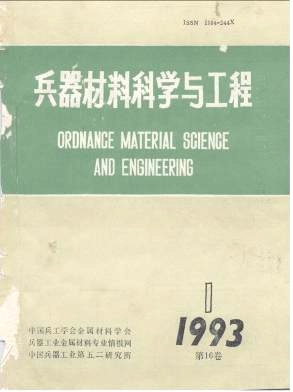 ISSN 1004-244X
兵器材料科学与工程
ORDNANCE MATERIAL SCIENCE
AND ENGINEERING
1
1993
第16卷
中国兵工学会金属材料学会
兵器工业金属材料专业情报网
中国兵器工业第五二研究所